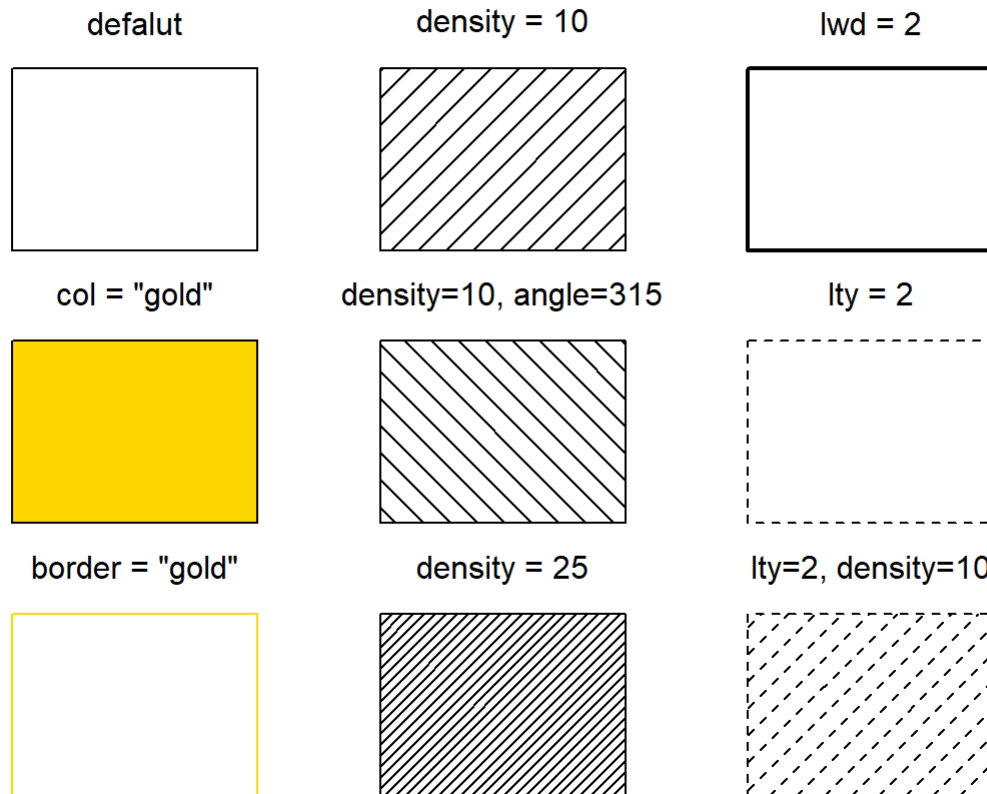 defalut
density = 10
lwd = 2
col = "gold"
density=10, angle=315
lty = 2
border = "gold"
density = 25
lty=2, density=10